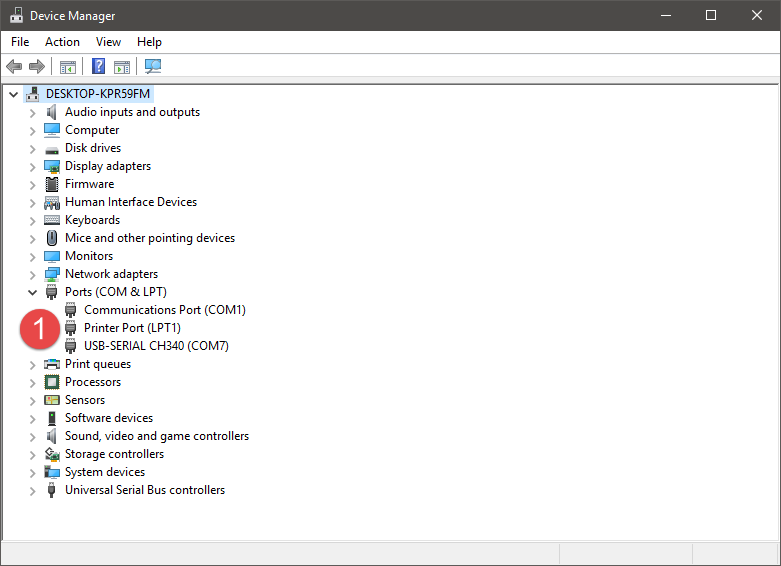 Device Manager
File Action View Help
DESKTOP-KPR59FM
Audio inputs and outputs
Computer
Disk drives
Display adapters
Firmware
Human Interface Devices
Keyboards
Mice and other pointing devices
Monitors
Network adapters
Ports (COM & LPT)
Communications Port (COM1)
1 Printer Port (LPT1)
USB-SERIAL CH340 (COM7)
Print queues
Processors
Sensors
Software devices
Sound, video and game controllers
Storage controllers
System devices
Universal Serial Bus controllers